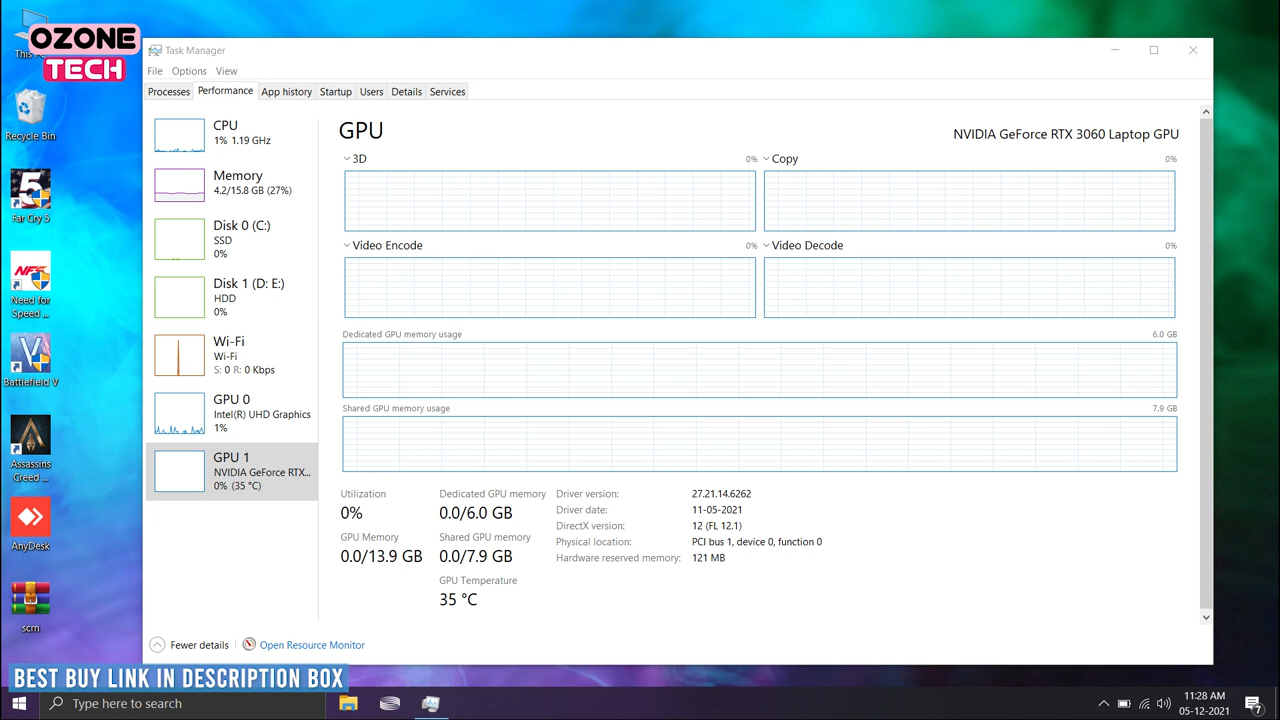 OZONE
TECH
This
Recycle Bin
Far Cry 5
Need for
Speed ...
Battlefield V
Assassins
Creed ...
AnyDesk
scrn
Task Manager
File Options View
Processes Performance App history Startup Users Details Services
CPU
1% 1.19 GHz
Memory
4.2/15.8 GB (27%)
Disk 0 (C:)
SSD
0%
Disk 1 (D: E:)
HDD
0%
Wi-Fi
Wi-Fi
S: 0 R: 0 Kbps
GPU 0
Intel(R) UHD Graphics
1%
GPU 1
NVIDIA GeForce RTX...
0% (35 °C)
GPU NVIDIA GeForce RTX 3060 Laptop GPU
3D 0% Copy 0%
Video Encode 0% Video Decode 0%
Dedicated GPU memory usage 6.0 GB
Shared GPU memory usage 7.9 GB
Utilization
0%
GPU Memory
0.0/13.9 GB
Dedicated GPU memory
0.0/6.0 GB
Shared GPU memory
0.0/7.9 GB
GPU Temperature
35 °C
Driver version: 27.21.14.6262
Driver date: 11-05-2021
DirectX version: 12 (FL 12.1)
Physical location: PCI bus 1, device 0, function 0
Hardware reserved memory: 121 MB
Fewer details Open Resource Monitor
BEST BUY LINK IN DESCRIPTION BOX
Type here to search
11:28 AM
05-12-2021
7